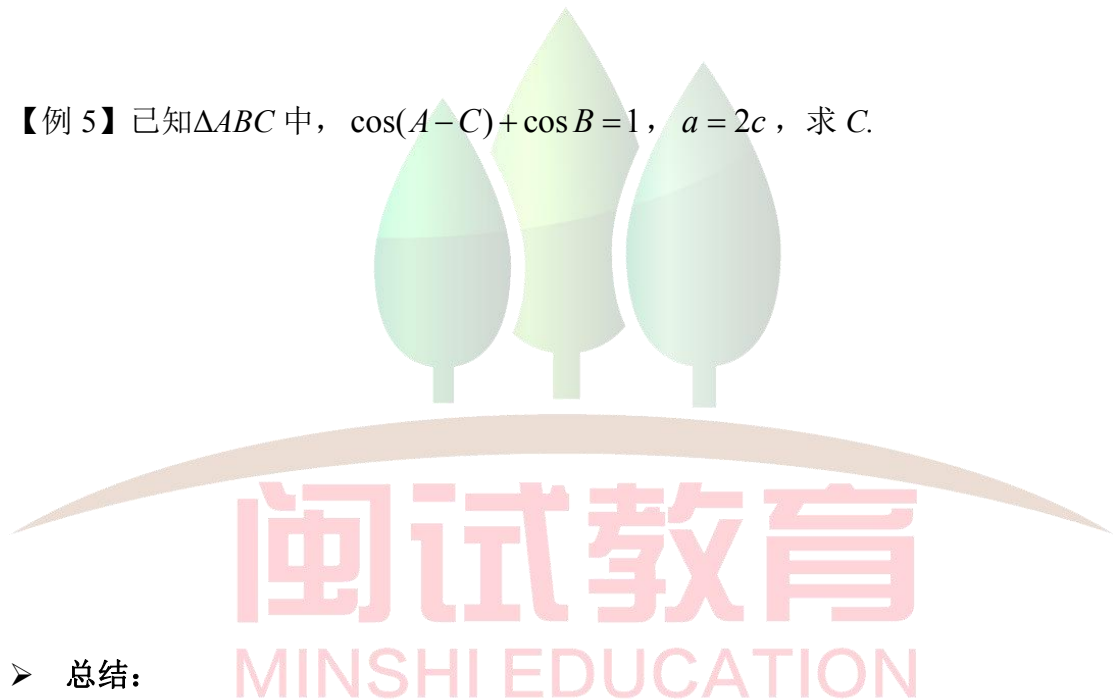 【例 5】已知ΔABC 中，cos(A−C)+cos B=1，a=2c，求 C.
闽试教育
➢ 总结：
MINSHI EDUCATION